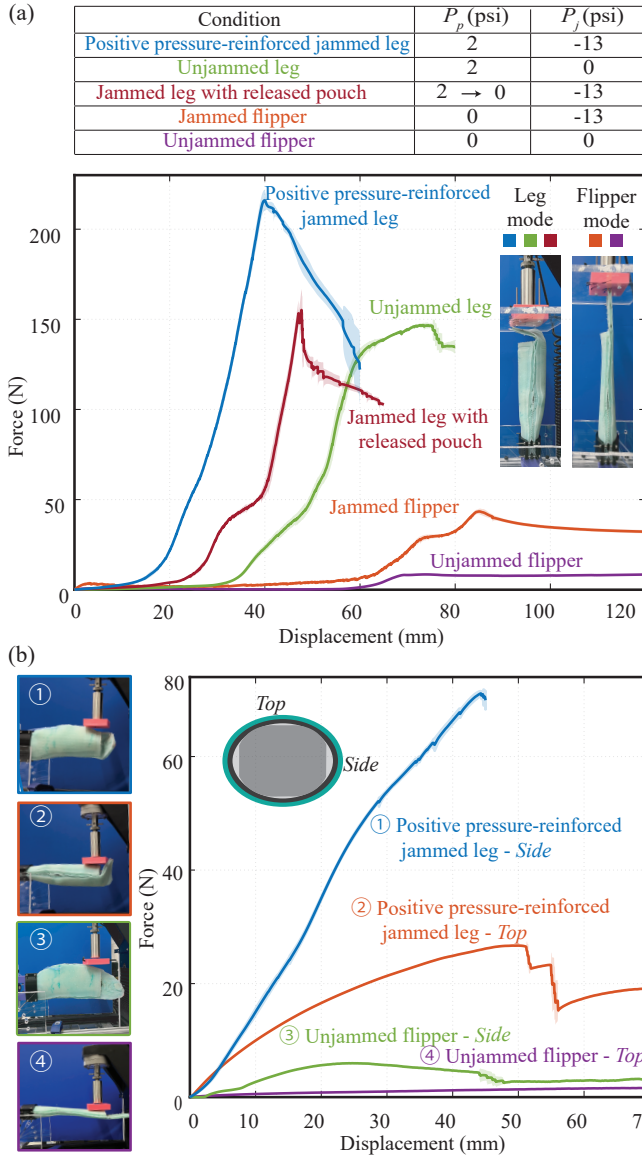 (a)
Condition P_p (psi) P_j (psi)
Positive pressure-reinforced jammed leg 2 -13
Unjammed leg 2 0
Jammed leg with released pouch 2 → 0 -13
Jammed flipper 0 -13
Unjammed flipper 0 0
Positive pressure-reinforced
jammed leg
Leg
mode
Flipper
mode
Unjammed leg
Jammed leg with
released pouch
Jammed flipper
Unjammed flipper
200
150
100
50
0
Force (N)
0 20 40 60 80 100 120
Displacement (mm)
(b)
①
②
③
④
80
60
40
20
0
Force (N)
Top
Side
① Positive pressure-reinforced
jammed leg - Side
② Positive pressure-reinforced
jammed leg - Top
③ Unjammed flipper - Side
④ Unjammed flipper - Top
0 10 20 30 40 50 60 70
Displacement (mm)